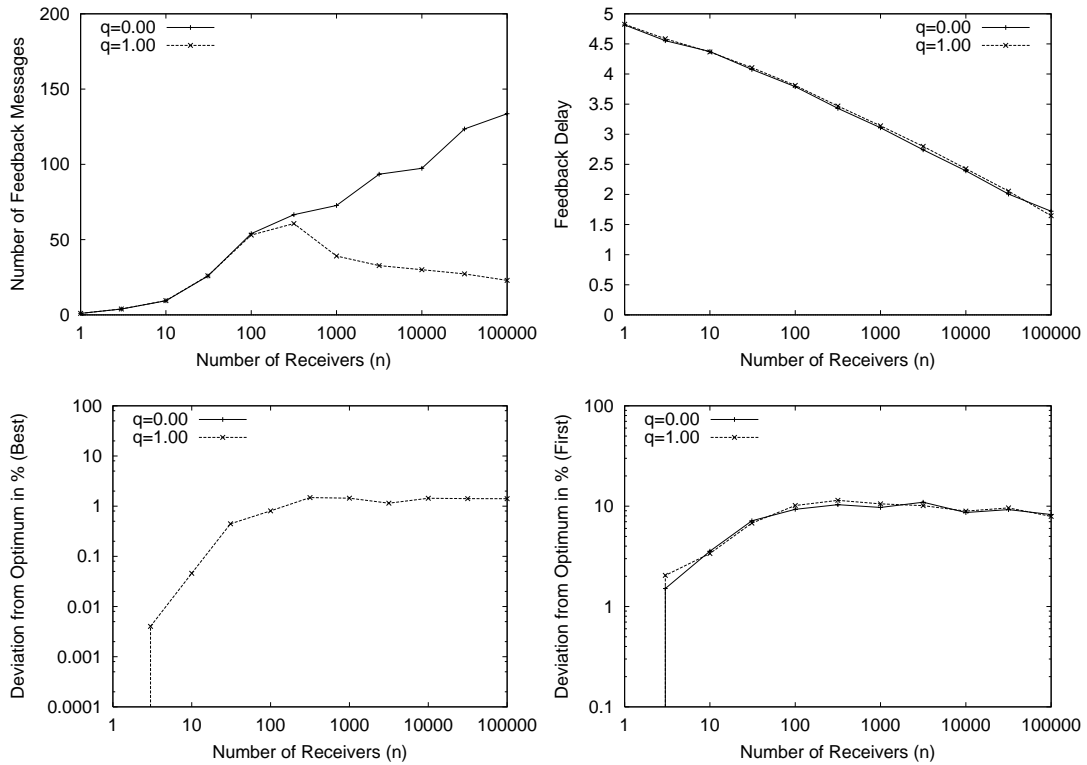 200
150
100
50
0
1 10 100 1000 10000 100000
Number of Feedback Messages
Number of Receivers (n)
q=0.00
q=1.00
5
4.5
4
3.5
3
2.5
2
1.5
1
0.5
0
1 10 100 1000 10000 100000
Feedback Delay
Number of Receivers (n)
q=0.00
q=1.00
100
10
1
0.1
0.01
0.001
0.0001
1 10 100 1000 10000 100000
Deviation from Optimum in % (Best)
Number of Receivers (n)
q=0.00
q=1.00
100
10
1
0.1
1 10 100 1000 10000 100000
Deviation from Optimum in % (First)
Number of Receivers (n)
q=0.00
q=1.00